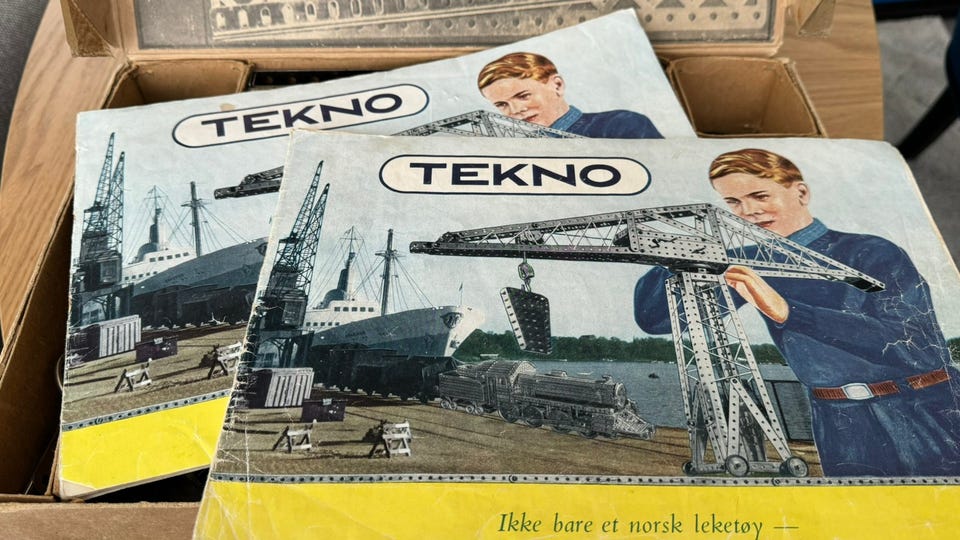 TEKNO
TEKNO
Ikke bare et norsk leketøy —